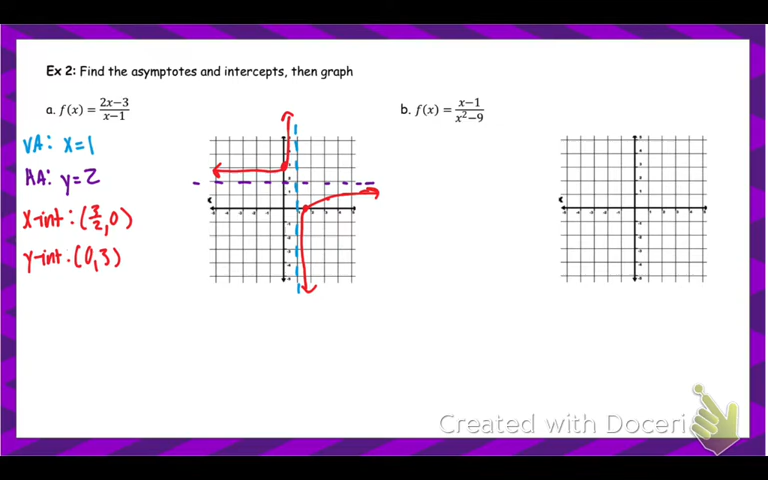 Ex 2: Find the asymptotes and intercepts, then graph
a. f(x) = (2x−3)/(x−1)
VA: x=1
AA: y=2
x-int: (3/2, 0)
y-int. (0, 3)
b. f(x) = (x−1)/(x²−9)
Created with Doceri